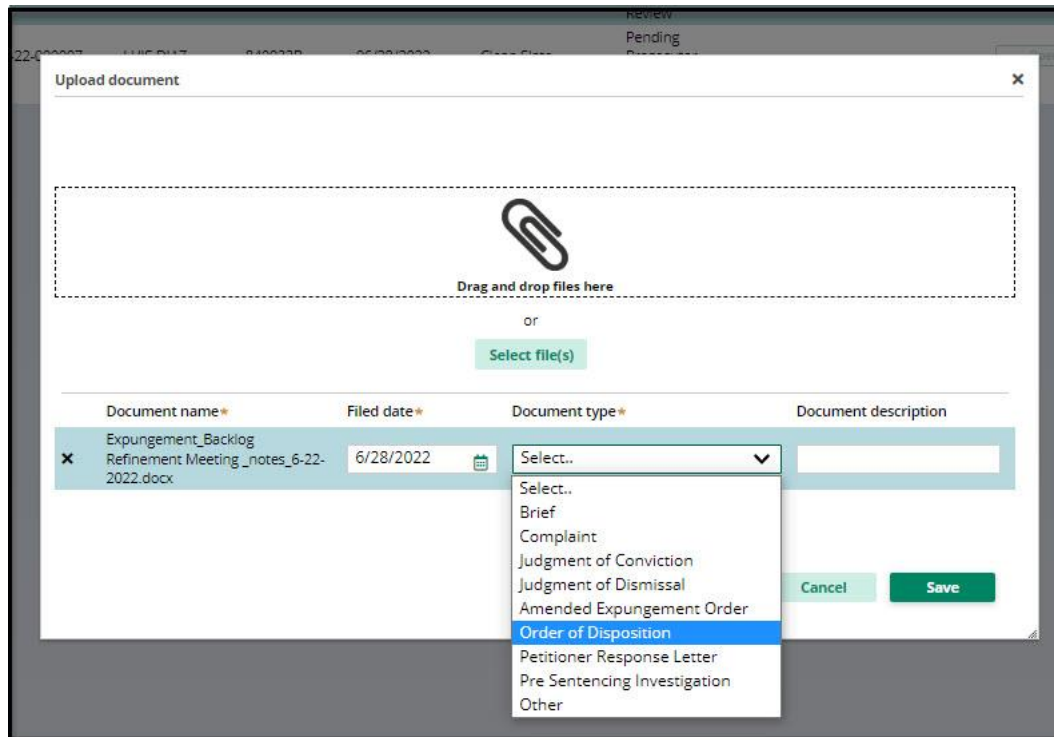 Review
Pending
Upload document
Drag and drop files here
or
Select file(s)
Document name* Filed date* Document type* Document description
Expungement_Backlog
Refinement Meeting _notes_6-22-
2022.docx
6/28/2022
Select..
Select..
Brief
Complaint
Judgment of Conviction
Judgment of Dismissal
Amended Expungement Order
Order of Disposition
Petitioner Response Letter
Pre Sentencing Investigation
Other
Cancel Save